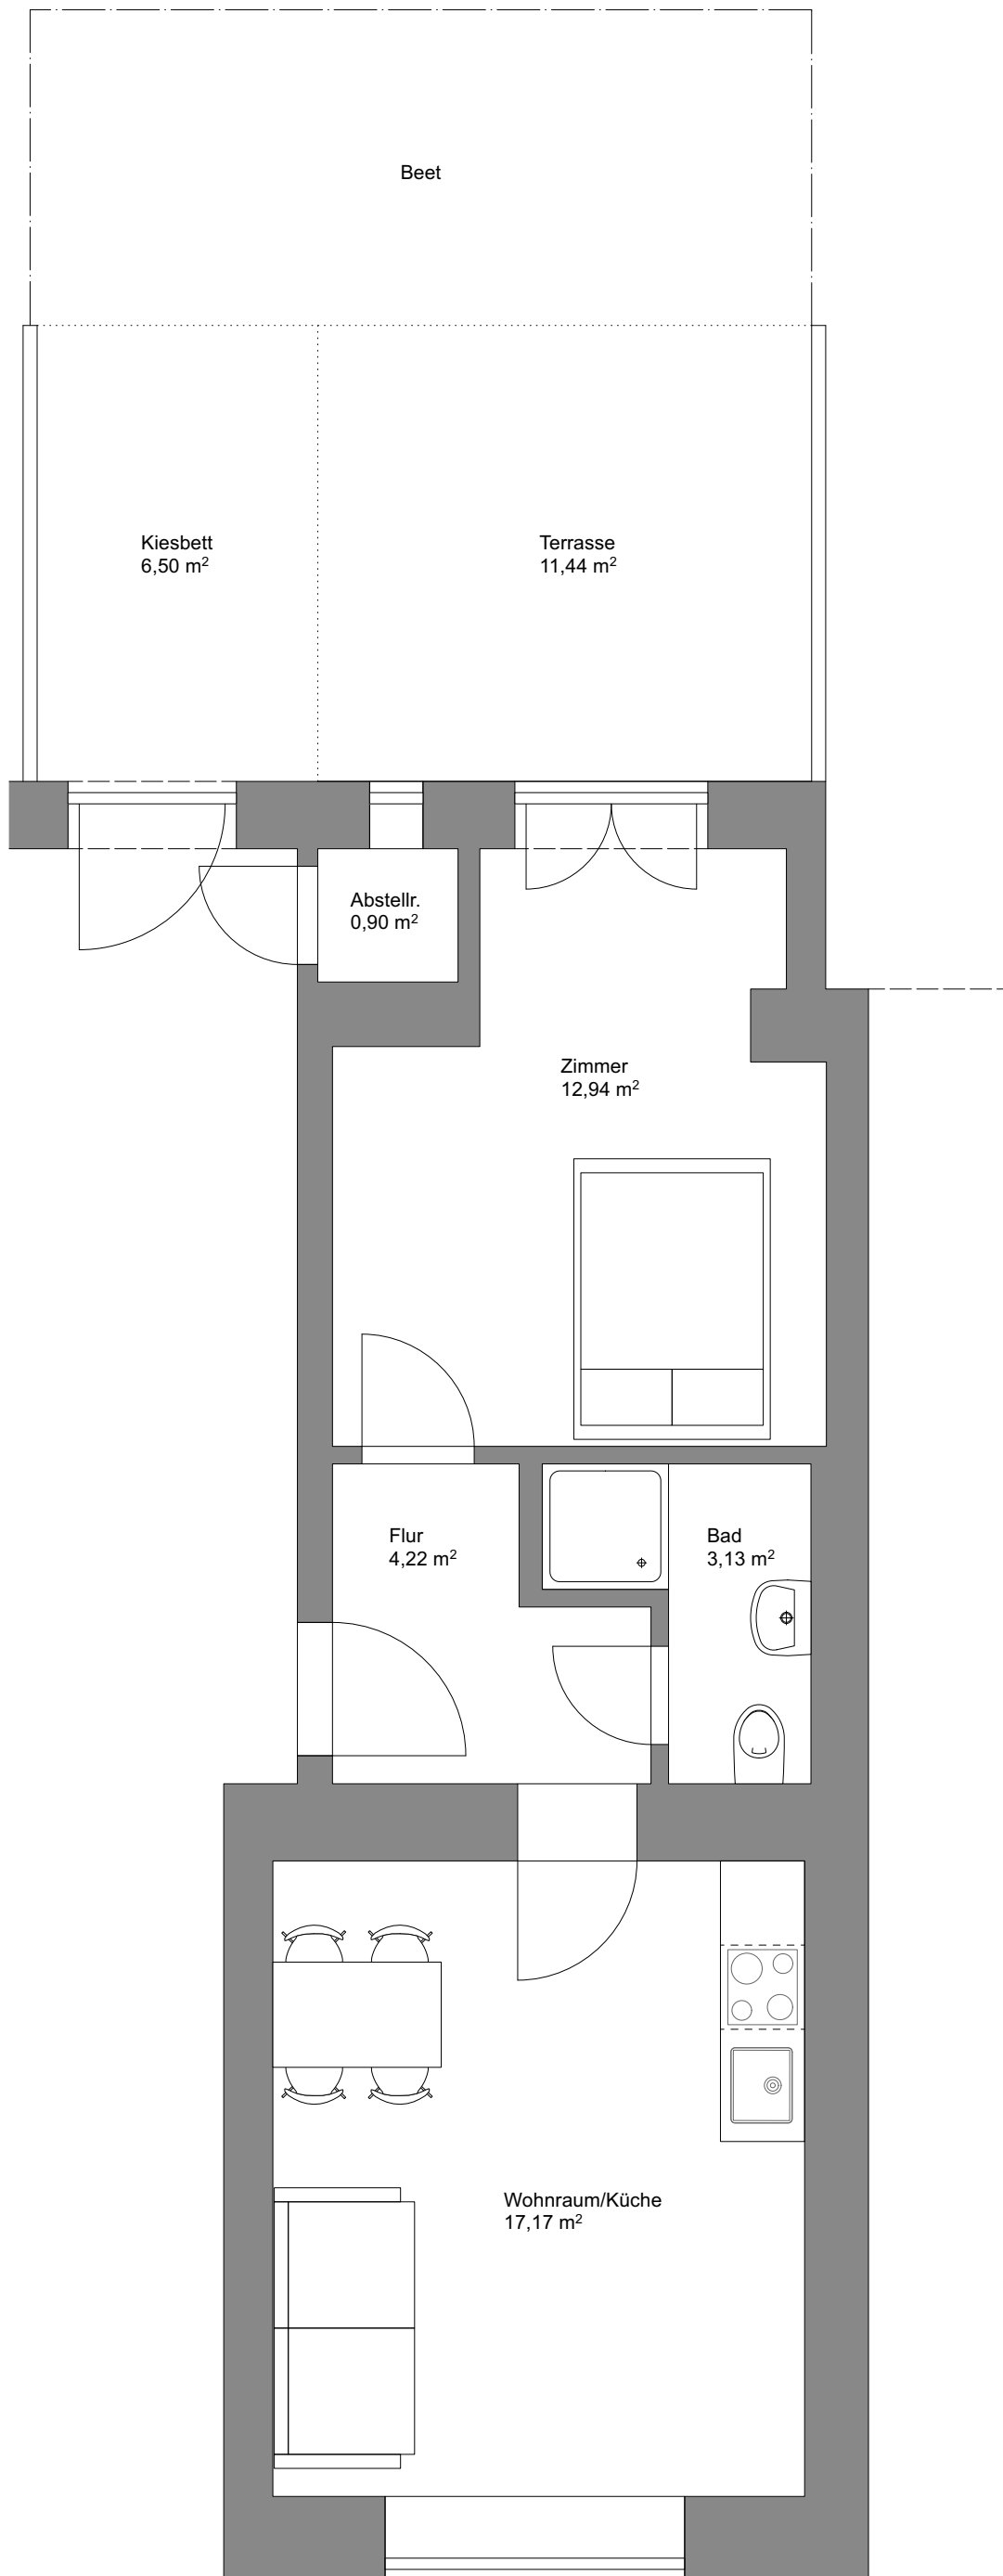 Beet
Kiesbett
6,50 m²
Terrasse
11,44 m²
Abstellr.
0,90 m²
Zimmer
12,94 m²
Flur
4,22 m²
Bad
3,13 m²
Wohnraum/Küche
17,17 m²